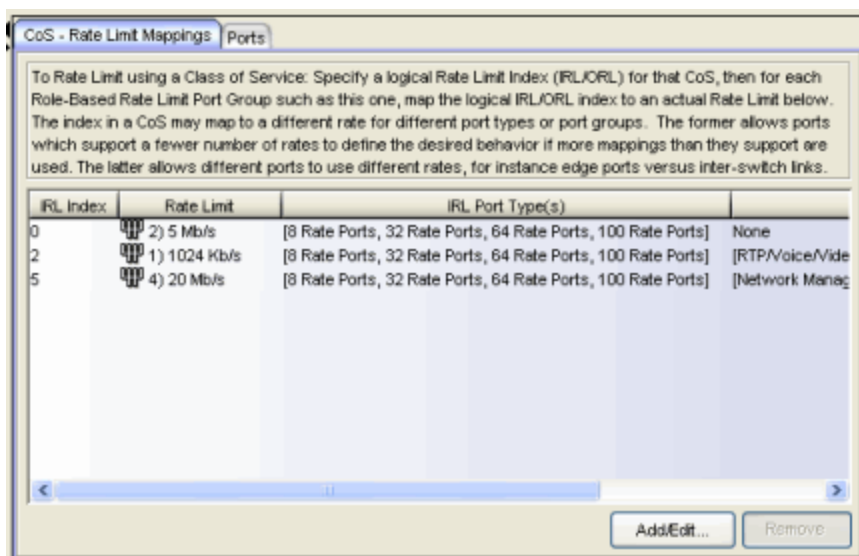 CoS - Rate Limit Mappings Ports
To Rate Limit using a Class of Service: Specify a logical Rate Limit Index (IRL/ORL) for that CoS, then for each
Role-Based Rate Limit Port Group such as this one, map the logical IRL/ORL index to an actual Rate Limit below.
The index in a CoS may map to a different rate for different port types or port groups. The former allows ports
which support a fewer number of rates to define the desired behavior if more mappings than they support are
used. The latter allows different ports to use different rates, for instance edge ports versus inter-switch links.
IRL Index Rate Limit IRL Port Type(s)
0 2) 5 Mb/s [8 Rate Ports, 32 Rate Ports, 64 Rate Ports, 100 Rate Ports] None
2 1) 1024 Kb/s [8 Rate Ports, 32 Rate Ports, 64 Rate Ports, 100 Rate Ports] [RTP/Voice/Vide
5 4) 20 Mb/s [8 Rate Ports, 32 Rate Ports, 64 Rate Ports, 100 Rate Ports] [Network Manag
Add/Edit... Remove